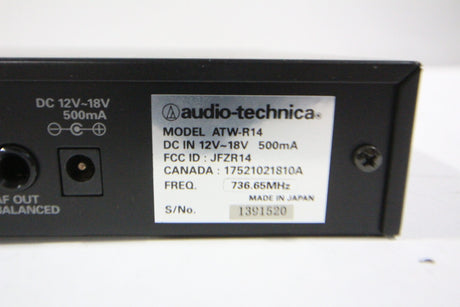 DC 12V~18V
500mA
AF OUT
audio-technica®
MODEL ATW-R14
DC IN 12V~18V 500mA
FCC ID : JFZR14
CANADA : 17521021810A
FREQ. 736.65MHz
MADE IN JAPAN
S/No. 1391520